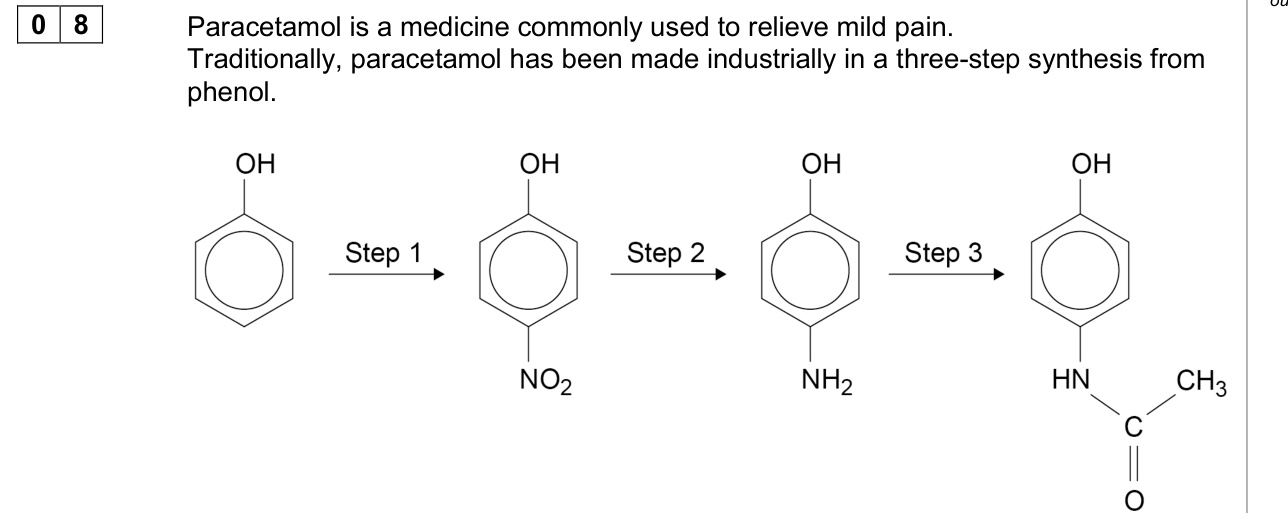 0 8
Paracetamol is a medicine commonly used to relieve mild pain.
Traditionally, paracetamol has been made industrially in a three-step synthesis from
phenol.
OH OH OH OH
Step 1 Step 2 Step 3
NO₂ NH₂ HN CH₃
C
O